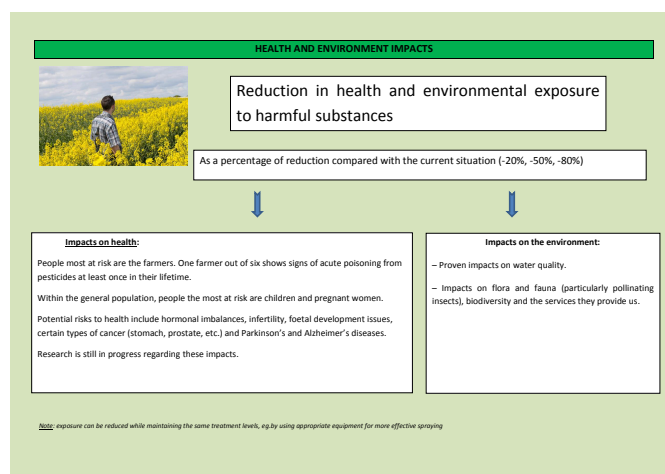 HEALTH AND ENVIRONMENT IMPACTS
Reduction in health and environmental exposure
to harmful substances
As a percentage of reduction compared with the current situation (-20%, -50%, -80%)
Impacts on health:
People most at risk are the farmers. One farmer out of six shows signs of acute poisoning from
pesticides at least once in their lifetime.
Within the general population, people the most at risk are children and pregnant women.
Potential risks to health include hormonal imbalances, infertility, foetal development issues,
certain types of cancer (stomach, prostate, etc.) and Parkinson's and Alzheimer's diseases.
Research is still in progress regarding these impacts.
Impacts on the environment:
– Proven impacts on water quality.
– Impacts on flora and fauna (particularly pollinating
insects), biodiversity and the services they provide us.
Note: exposure can be reduced while maintaining the same treatment levels, eg.by using appropriate equipment for more effective spraying